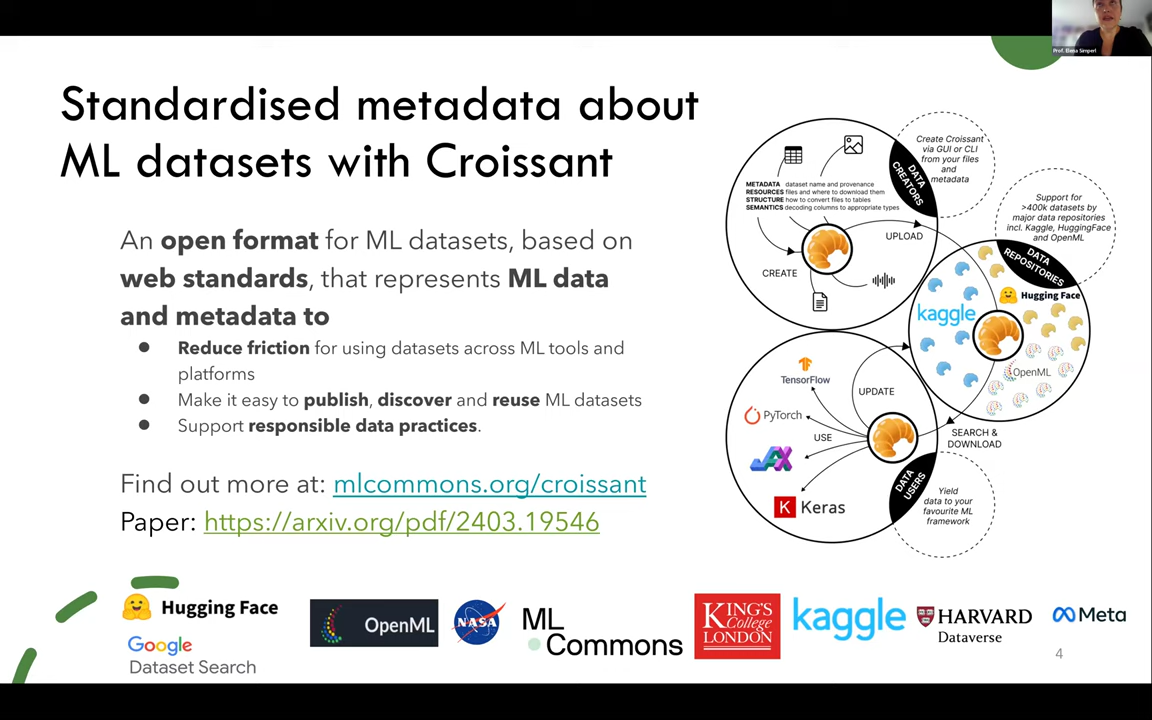 Prof. Elena Simperl
Standardised metadata about
ML datasets with Croissant
An open format for ML datasets, based on
web standards, that represents ML data
and metadata to
● Reduce friction for using datasets across ML tools and
platforms
● Make it easy to publish, discover and reuse ML datasets
● Support responsible data practices.
Find out more at: mlcommons.org/croissant
Paper: https://arxiv.org/pdf/2403.19546
METADATA dataset name and provenance
RESOURCES files and where to download them
STRUCTURE how to convert files to tables
SEMANTICS decoding columns to appropriate types
CREATE
UPLOAD
DATA
CREATORS
Create Croissant
via GUI or CLI
from your files
and
metadata
Support for
>400k datasets by
major data repositories
incl. Kaggle, HuggingFace
and OpenML
DATA
REPOSITORIES
Hugging Face
kaggle
OpenML
SEARCH &
DOWNLOAD
UPDATE
USE
TensorFlow
PyTorch
JAX
K Keras
DATA
USERS
Yield
data to your
favourite ML
framework
Hugging Face
Google
Dataset Search
OpenML
NASA
ML
Commons
KING'S
College
LONDON
kaggle
HARVARD
Dataverse
Meta
4